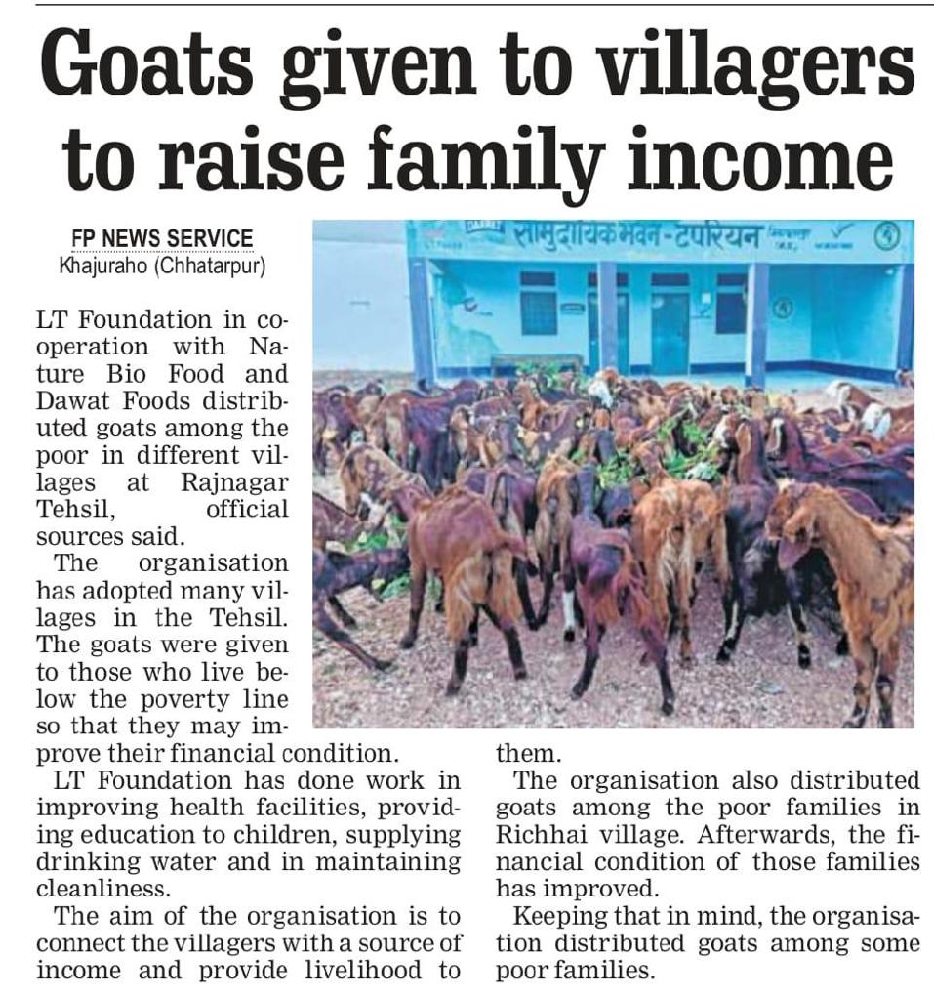 Goats given to villagers
to raise family income
FP NEWS SERVICE
Khajuraho (Chhatarpur)
LT Foundation in co-
operation with Na-
ture Bio Food and
Dawat Foods distrib-
uted goats among the
poor in different vil-
lages at Rajnagar
Tehsil, official
sources said.
The organisation
has adopted many vil-
lages in the Tehsil.
The goats were given
to those who live be-
low the poverty line
so that they may im-
prove their financial condition.
LT Foundation has done work in
improving health facilities, provid-
ing education to children, supplying
drinking water and in maintaining
cleanliness.
The aim of the organisation is to
connect the villagers with a source of
income and provide livelihood to
सामुदायिक भवन - टपरियन
them.
The organisation also distributed
goats among the poor families in
Richhai village. Afterwards, the fi-
nancial condition of those families
has improved.
Keeping that in mind, the organisa-
tion distributed goats among some
poor families.